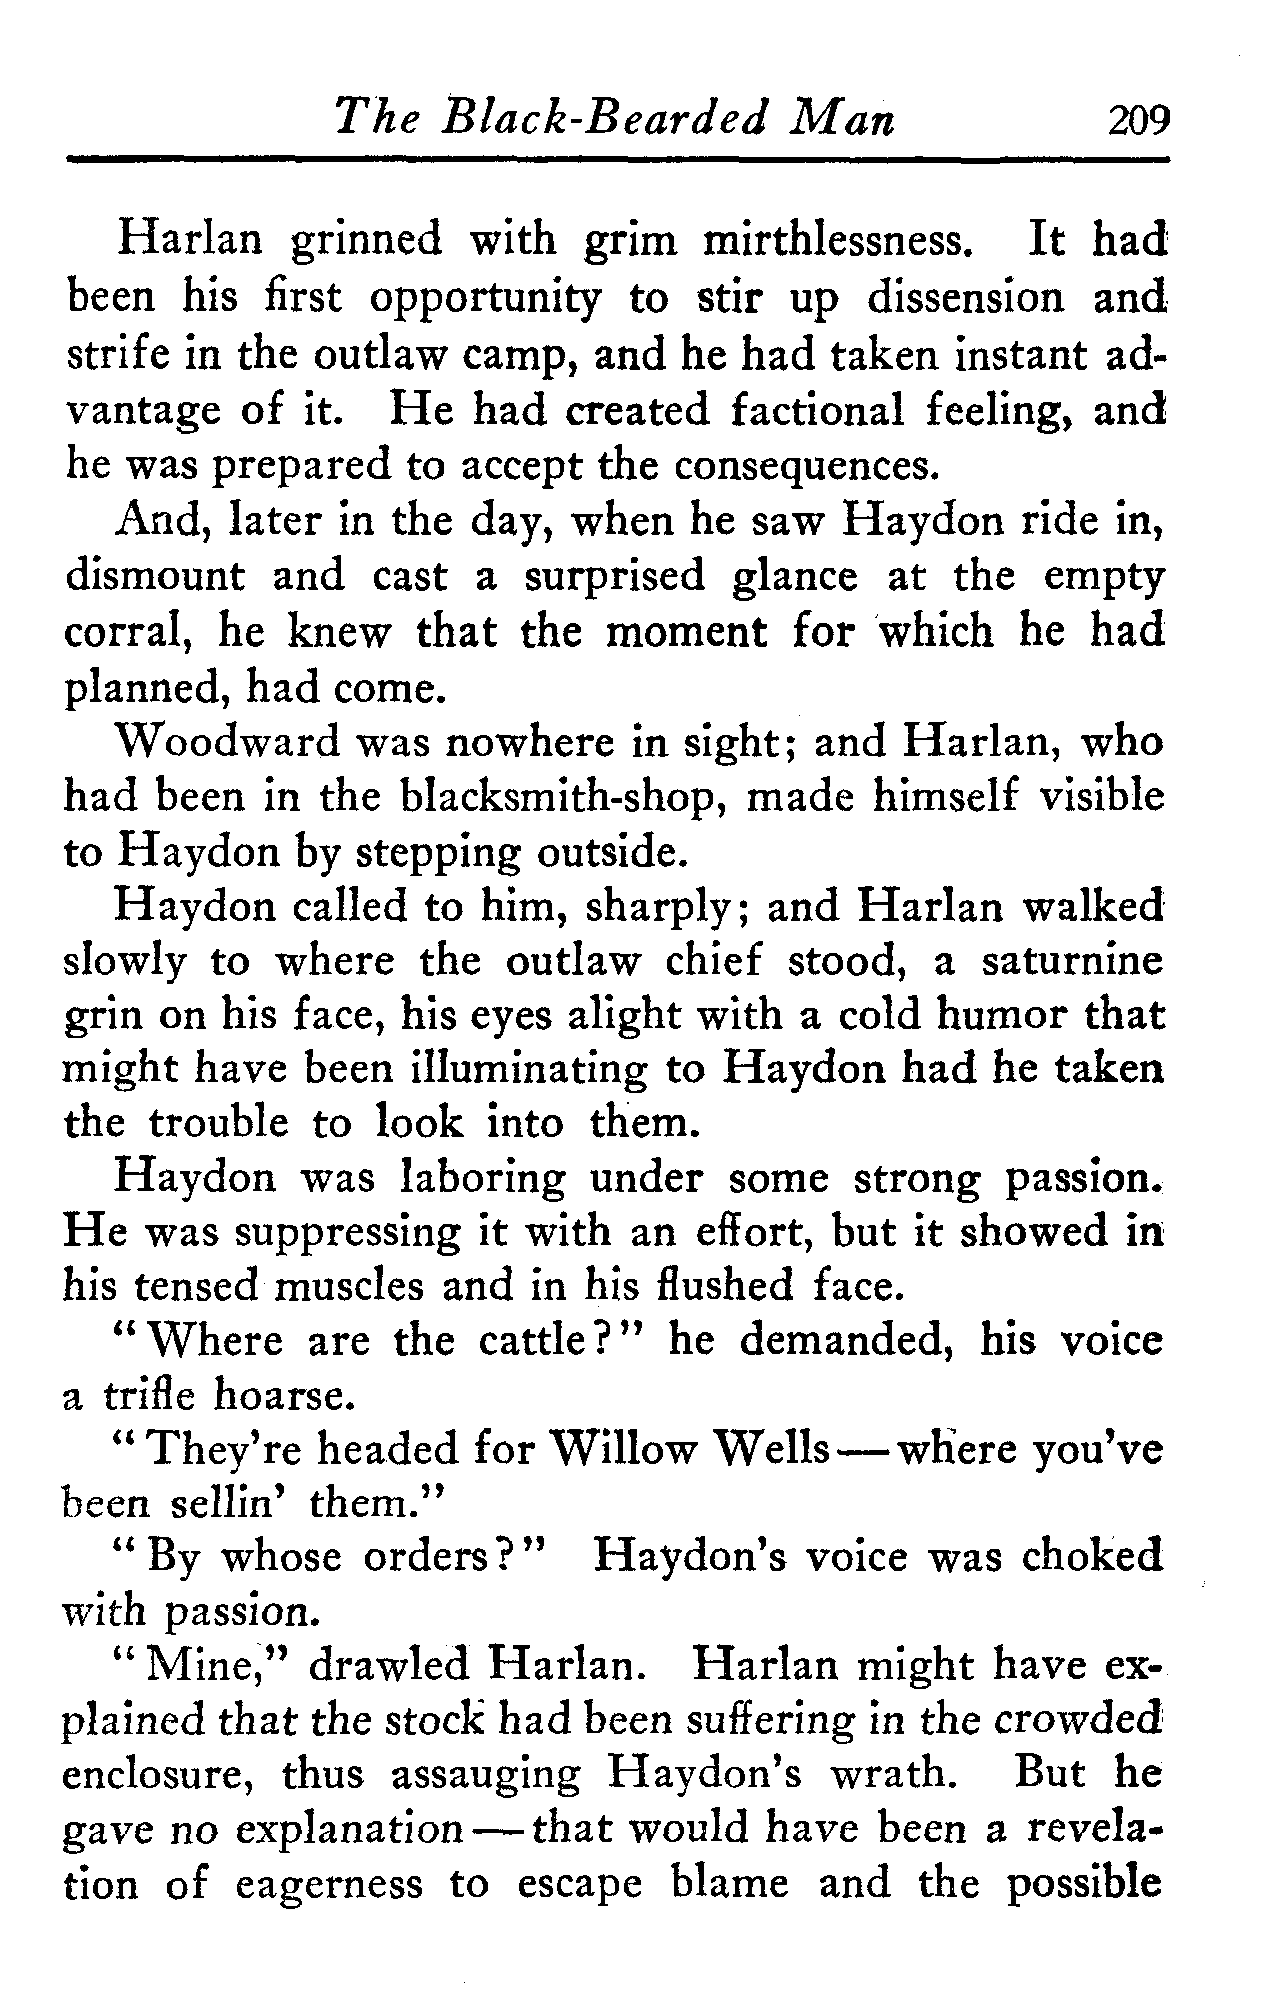 The Black-Bearded Man 209
Harlan grinned with grim mirthlessness. It had
been his first opportunity to stir up dissension and
strife in the outlaw camp, and he had taken instant ad-
vantage of it. He had created factional feeling, and
he was prepared to accept the consequences.
And, later in the day, when he saw Haydon ride in,
dismount and cast a surprised glance at the empty
corral, he knew that the moment for which he had
planned, had come.
Woodward was nowhere in sight; and Harlan, who
had been in the blacksmith-shop, made himself visible
to Haydon by stepping outside.
Haydon called to him, sharply; and Harlan walked
slowly to where the outlaw chief stood, a saturnine
grin on his face, his eyes alight with a cold humor that
might have been illuminating to Haydon had he taken
the trouble to look into them.
Haydon was laboring under some strong passion.
He was suppressing it with an effort, but it showed in
his tensed muscles and in his flushed face.
"Where are the cattle?" he demanded, his voice
a trifle hoarse.
"They're headed for Willow Wells—where you've
been sellin' them."
"By whose orders?" Haydon's voice was choked
with passion.
"Mine," drawled Harlan. Harlan might have ex-
plained that the stock had been suffering in the crowded
enclosure, thus assauging Haydon's wrath. But he
gave no explanation—that would have been a revela-
tion of eagerness to escape blame and the possible